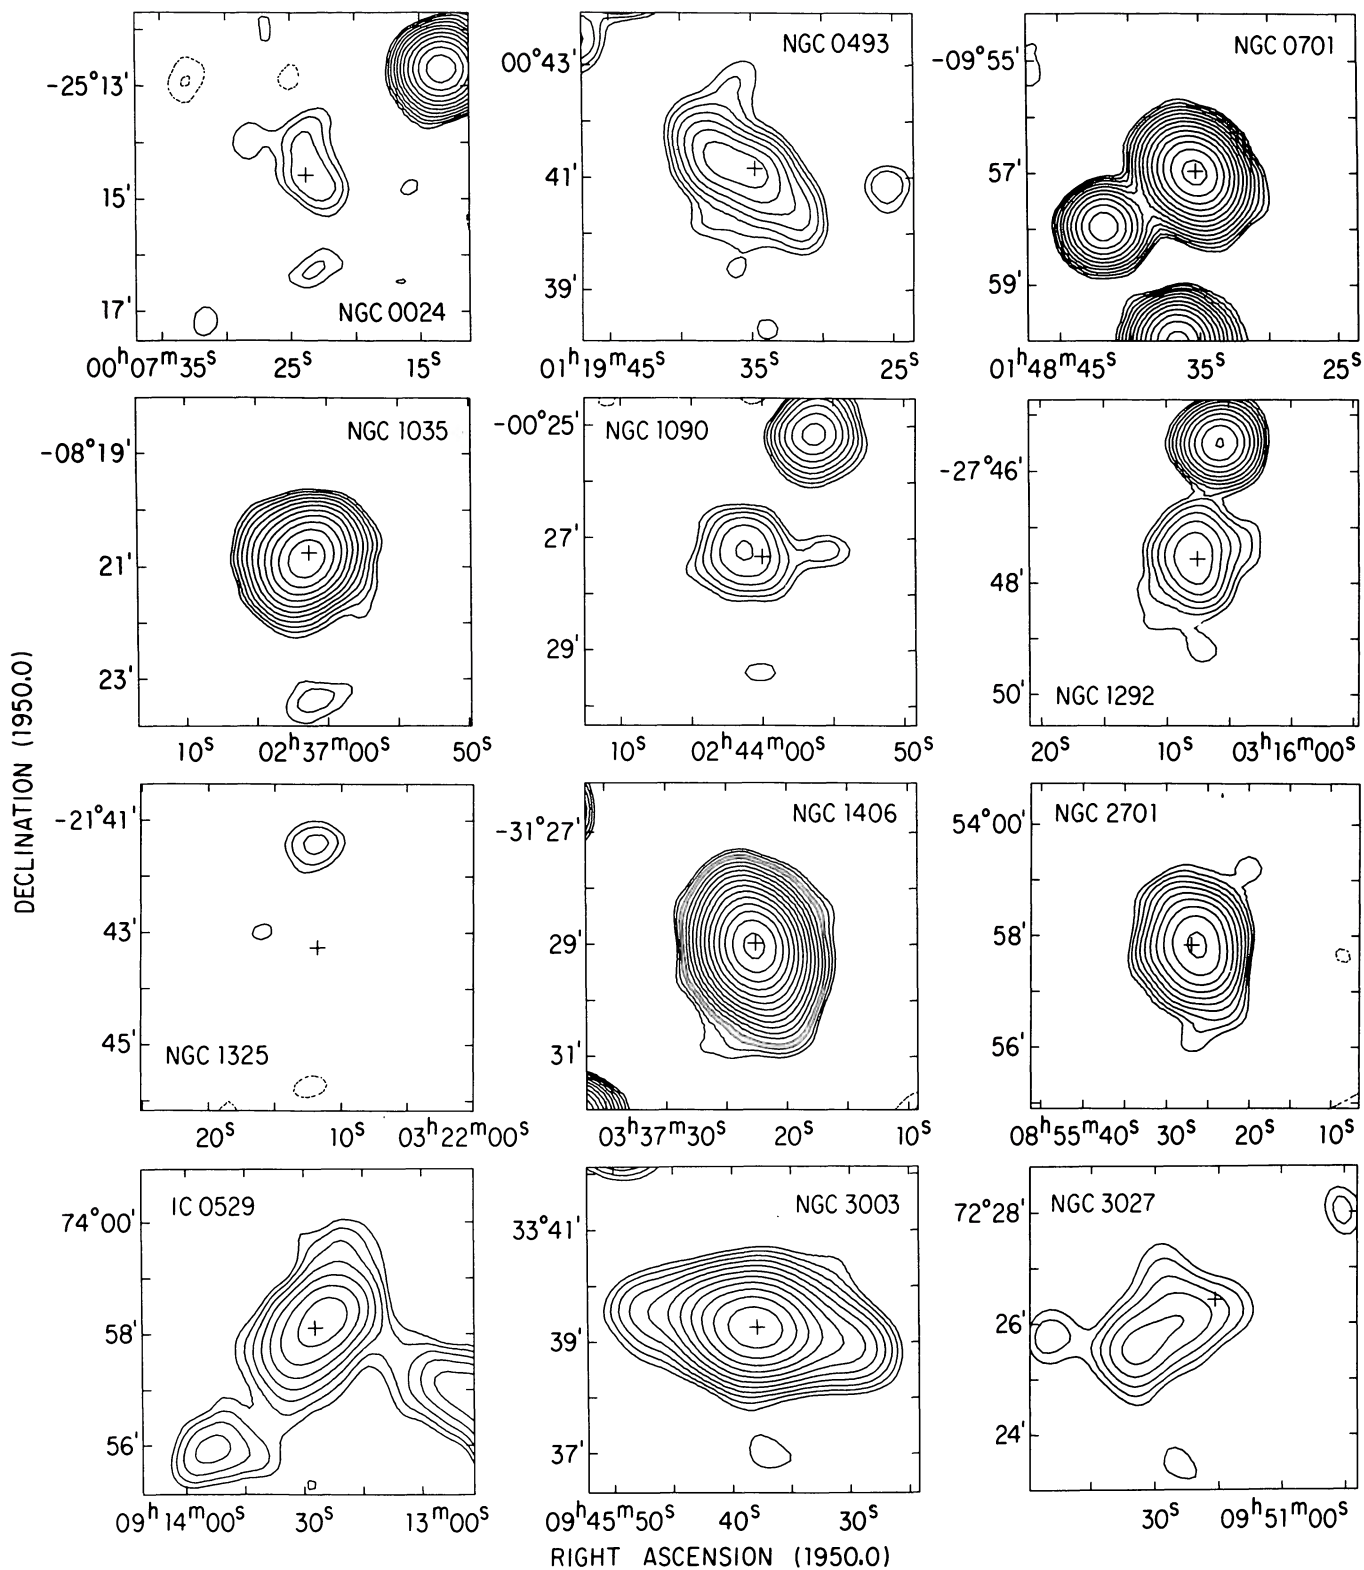 NGC 0024
-25°13'
15'
17'
00ʰ07ᵐ35ˢ 25ˢ 15ˢ
NGC 0493
00°43'
41'
39'
01ʰ19ᵐ45ˢ 35ˢ 25ˢ
NGC 0701
-09°55'
57'
59'
01ʰ48ᵐ45ˢ 35ˢ 25ˢ
NGC 1035
-08°19'
21'
23'
10ˢ 02ʰ37ᵐ00ˢ 50ˢ
NGC 1090
-00°25'
27'
29'
10ˢ 02ʰ44ᵐ00ˢ 50ˢ
NGC 1292
-27°46'
48'
50'
20ˢ 10ˢ 03ʰ16ᵐ00ˢ
NGC 1325
-21°41'
43'
45'
20ˢ 10ˢ 03ʰ22ᵐ00ˢ
NGC 1406
-31°27'
29'
31'
03ʰ37ᵐ30ˢ 20ˢ 10ˢ
NGC 2701
54°00'
58'
56'
08ʰ55ᵐ40ˢ 30ˢ 20ˢ 10ˢ
IC 0529
74°00'
58'
56'
09ʰ14ᵐ00ˢ 30ˢ 13ᵐ00ˢ
NGC 3003
33°41'
39'
37'
09ʰ45ᵐ50ˢ 40ˢ 30ˢ
NGC 3027
72°28'
26'
24'
30ˢ 09ʰ51ᵐ00ˢ
DECLINATION (1950.0)
RIGHT ASCENSION (1950.0)